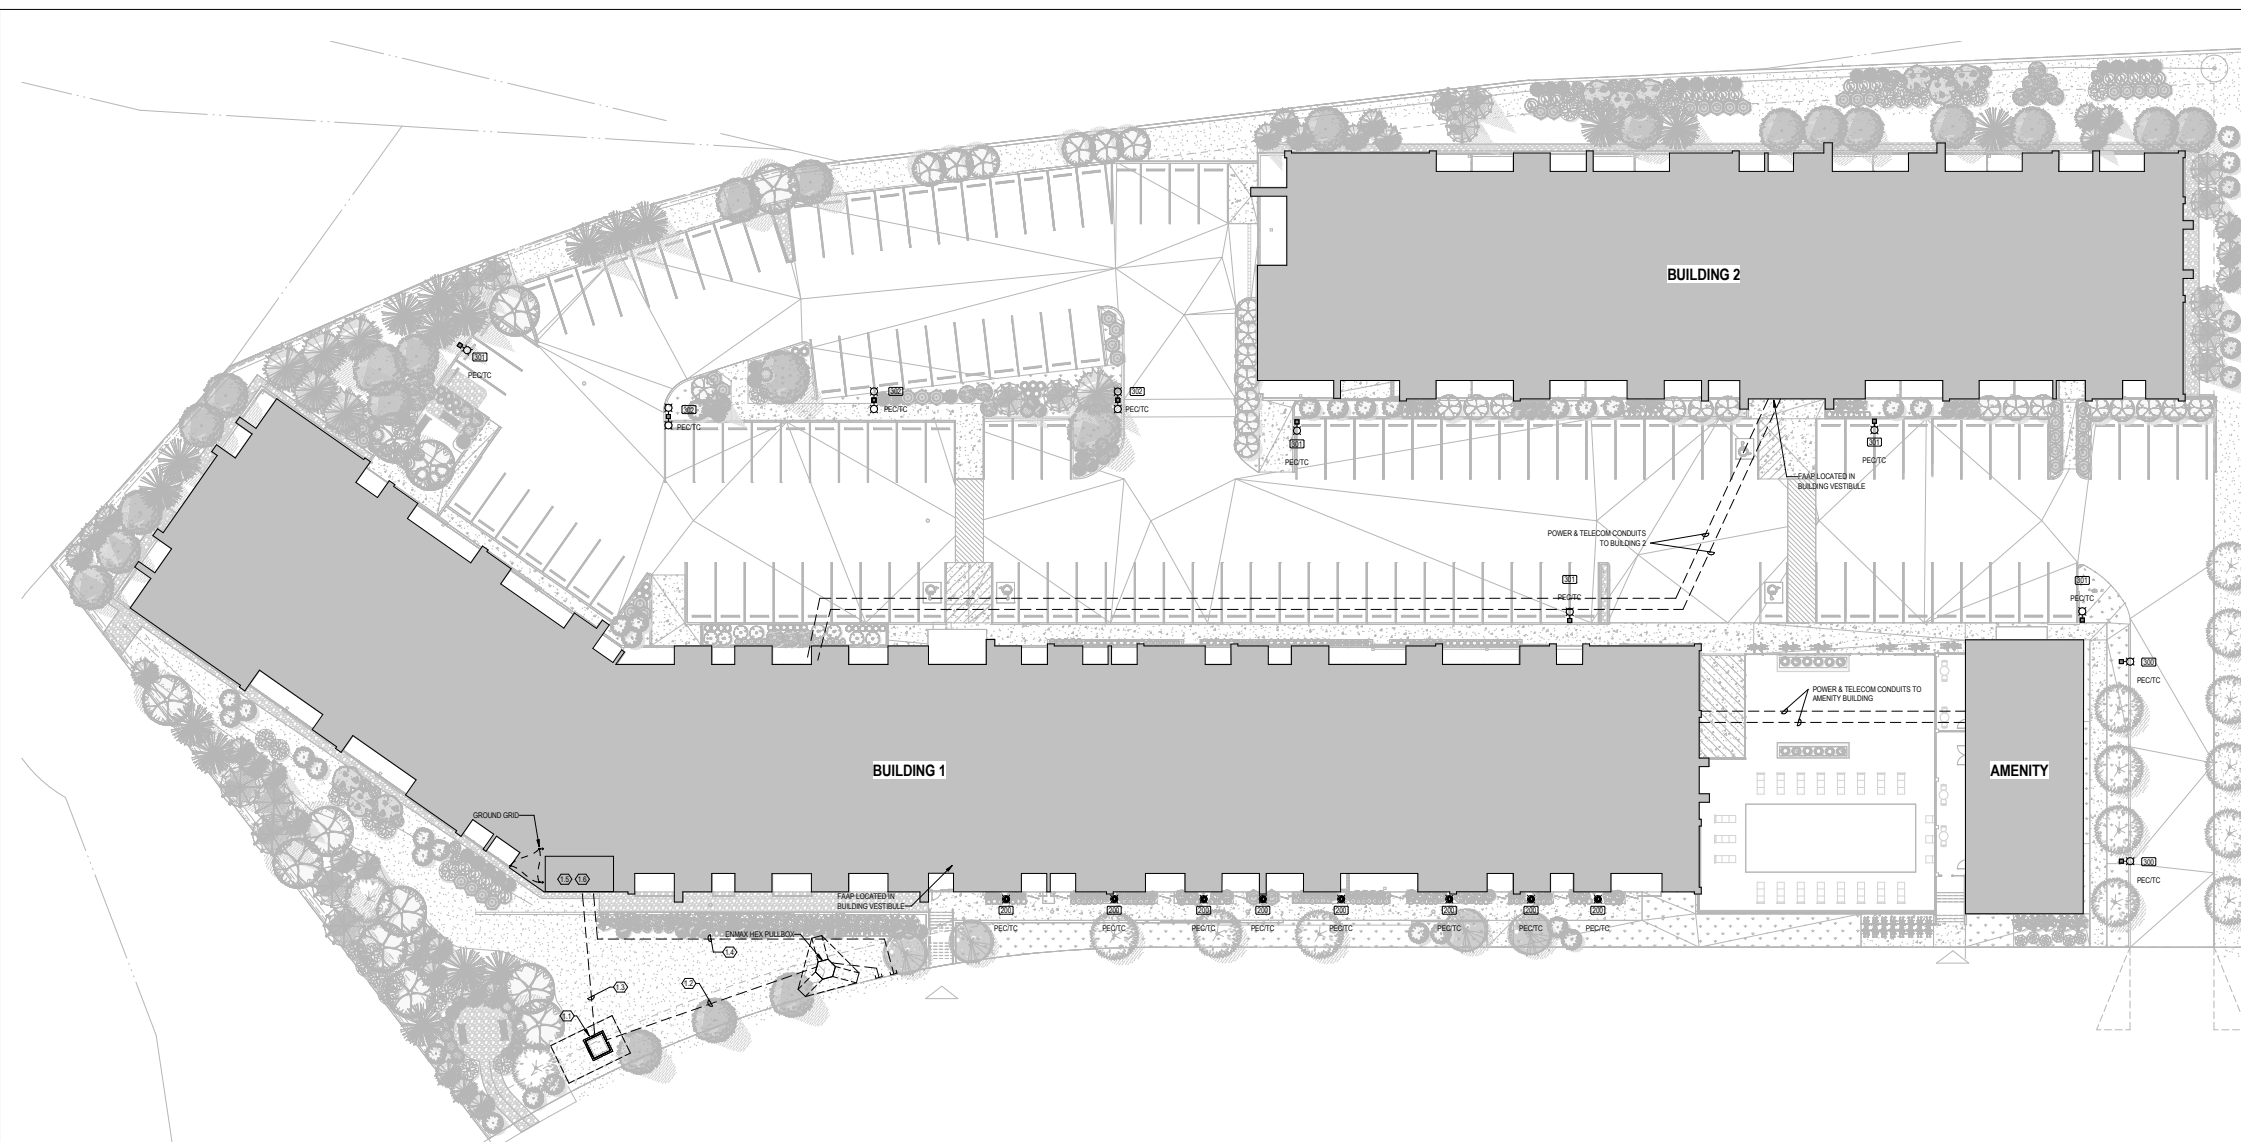 BUILDING 2
301
PEC/TC
302
PEC/TC
302
PEC/TC
302
PEC/TC
301
PEC/TC
301
PEC/TC
FAAP LOCATED IN
BUILDING VESTIBULE
POWER & TELECOM CONDUITS
TO BUILDING 2
301
PEC/TC
301
PEC/TC
300
PEC/TC
POWER & TELECOM CONDUITS TO
AMENITY BUILDING
BUILDING 1
AMENITY
GROUND GRID
1.5
1.6
300
PEC/TC
FAAP LOCATED IN
BUILDING VESTIBULE
200
PEC/TC
200
PEC/TC
200
PEC/TC
200
PEC/TC
200
PEC/TC
200
PEC/TC
200
PEC/TC
200
PEC/TC
ENMAX HEX PULLBOX
1.4
1.3
1.2
1.1